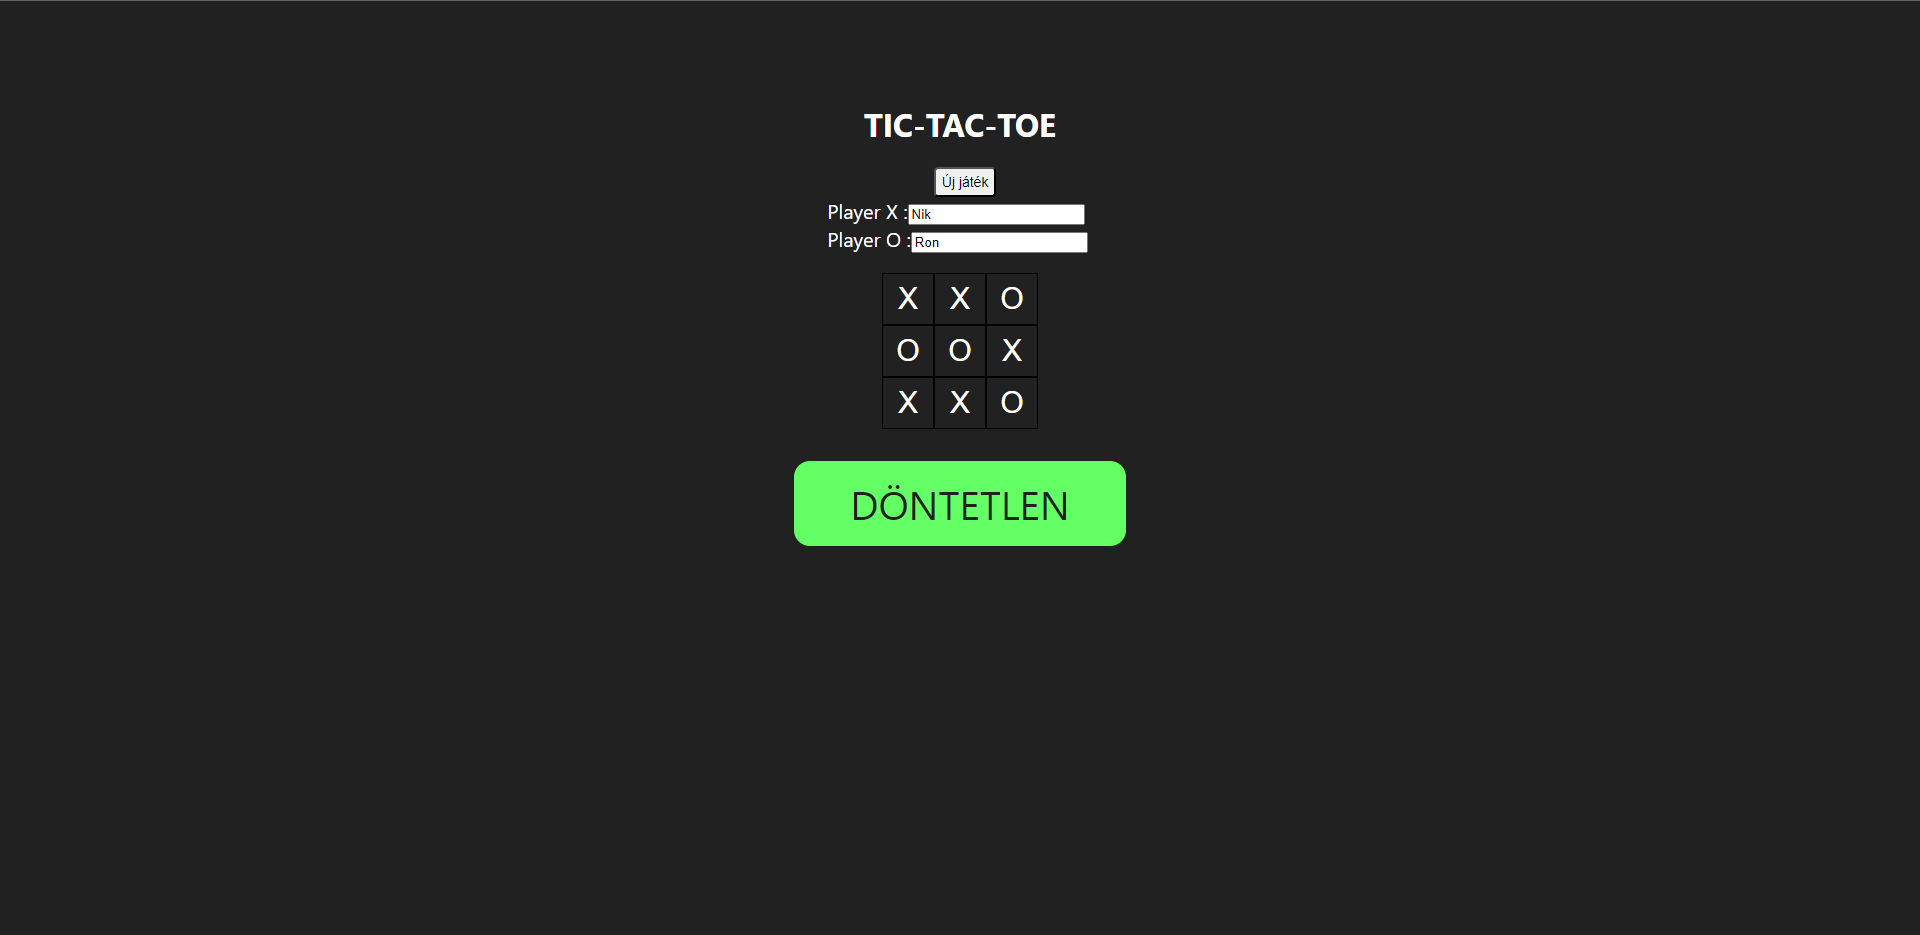 TIC-TAC-TOE
Új játék
Player X :Nik
Player O :Ron
X X O
O O X
X X O
DÖNTETLEN